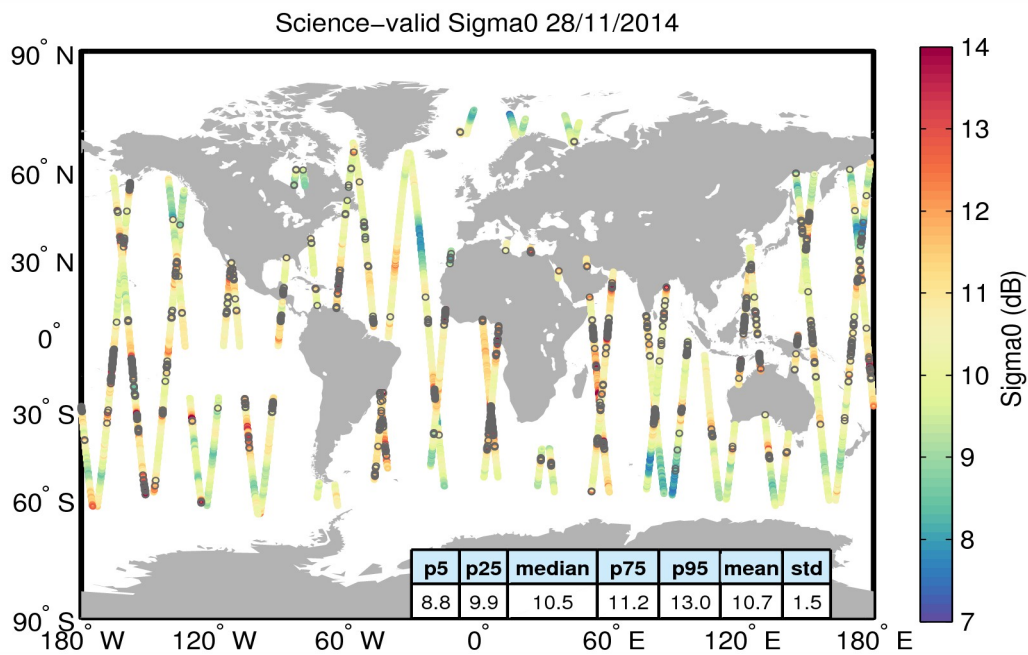 Science−valid Sigma0 28/11/2014
90° N
60° N
30° N
0°
30° S
60° S
90° S
180° W
120° W
60° W
0°
60° E
120° E
180° E
p5 p25 median p75 p95 mean std
8.8 9.9 10.5 11.2 13.0 10.7 1.5
14
13
12
11
10
9
8
7
Sigma0 (dB)